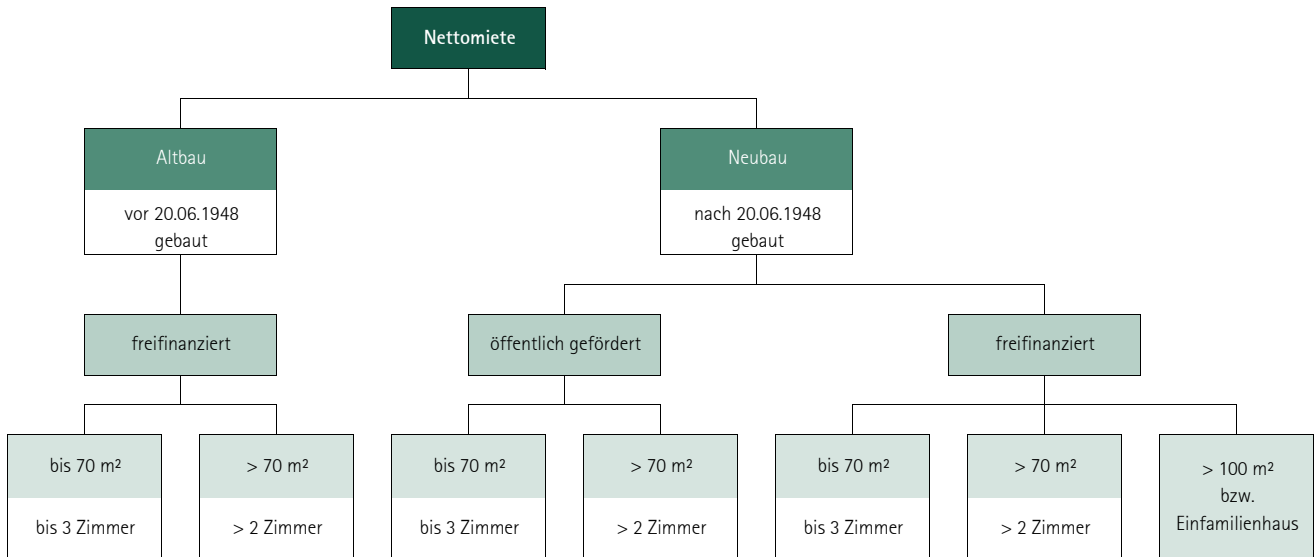 Nettomiete
Altbau
Neubau
vor 20.06.1948
gebaut
nach 20.06.1948
gebaut
freifinanziert
öffentlich gefördert
freifinanziert
bis 70 m²
> 70 m²
bis 70 m²
> 70 m²
bis 70 m²
> 70 m²
> 100 m²
bzw.
Einfamilienhaus
bis 3 Zimmer
> 2 Zimmer
bis 3 Zimmer
> 2 Zimmer
bis 3 Zimmer
> 2 Zimmer